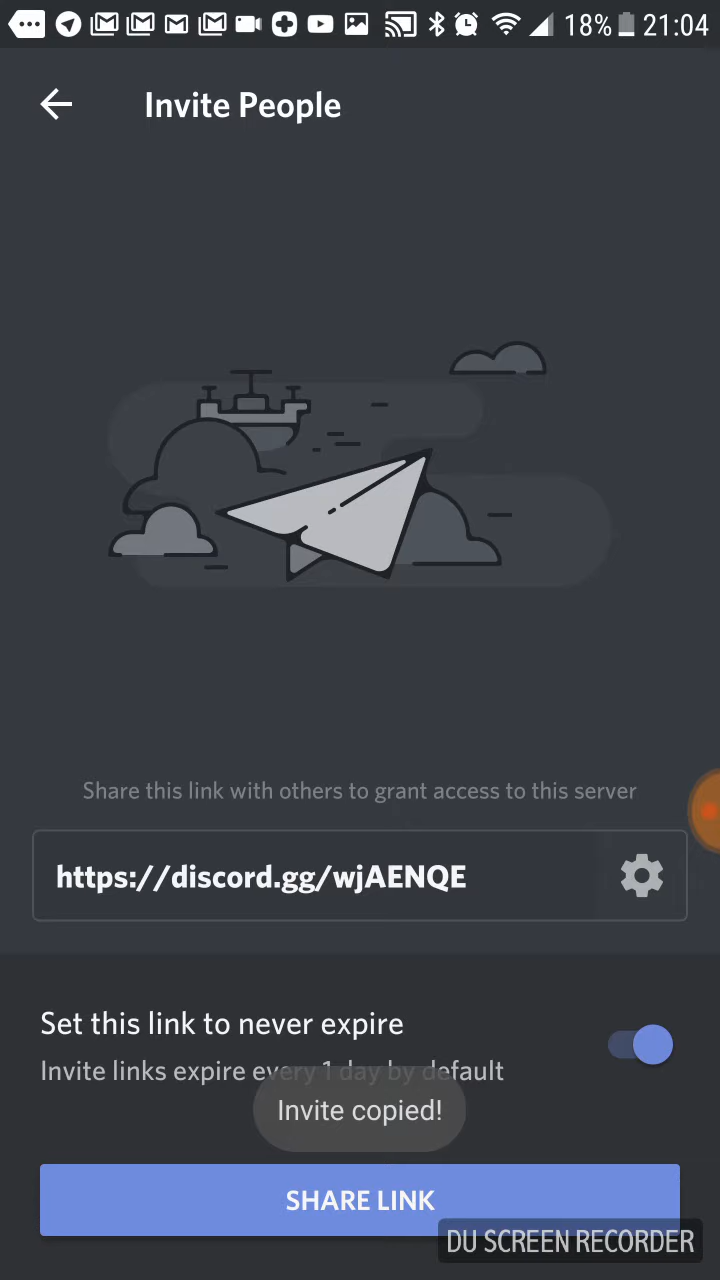 18% 21:04
Invite People
Share this link with others to grant access to this server
https://discord.gg/wjAENQE
Set this link to never expire
Invite links expire every 1 day by default
Invite copied!
SHARE LINK
DU SCREEN RECORDER